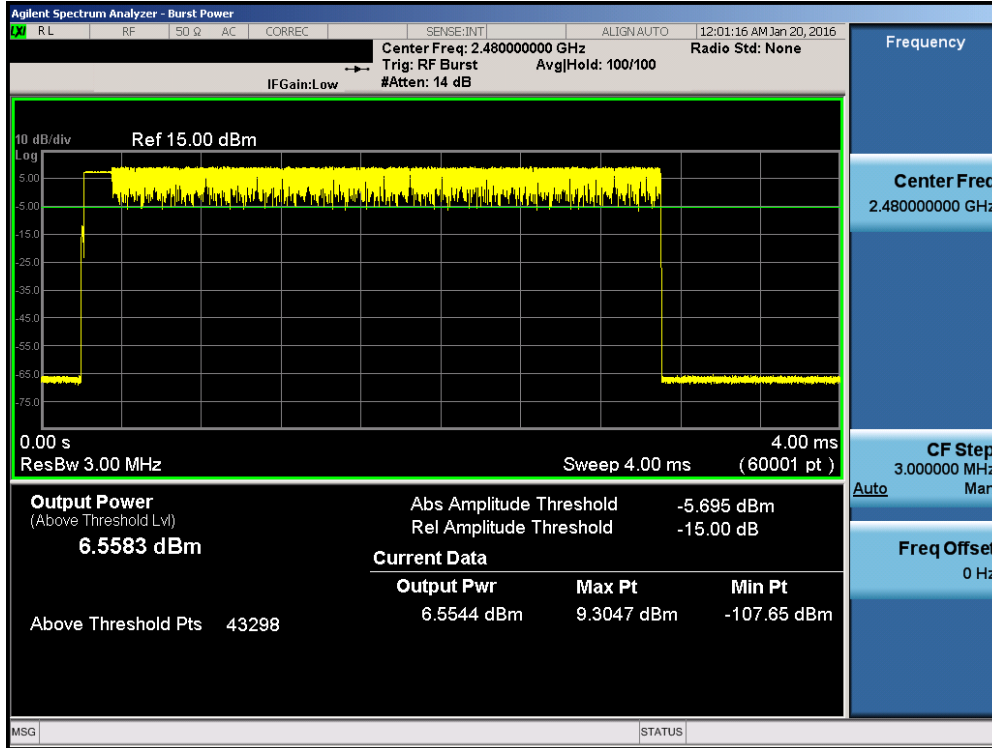 Agilent Spectrum Analyzer - Burst Power
LXI RL RF 50 Ω AC CORREC SENSE:INT ALIGN AUTO 12:01:16 AM Jan 20, 2016
Center Freq: 2.480000000 GHz Radio Std: None
Trig: RF Burst Avg|Hold: 100/100
IFGain:Low #Atten: 14 dB
Frequency
10 dB/div Ref 15.00 dBm
Log
5.00
-5.00
-15.0
-25.0
-35.0
-45.0
-55.0
-65.0
-75.0
0.00 s 4.00 ms
ResBw 3.00 MHz Sweep 4.00 ms (60001 pt)
Center Freq
2.480000000 GHz
CF Step
3.000000 MHz
Auto Man
Freq Offset
0 Hz
Output Power
(Above Threshold Lvl)
6.5583 dBm
Above Threshold Pts 43298
Abs Amplitude Threshold -5.695 dBm
Rel Amplitude Threshold -15.00 dB
Current Data
Output Pwr Max Pt Min Pt
6.5544 dBm 9.3047 dBm -107.65 dBm
MSG STATUS